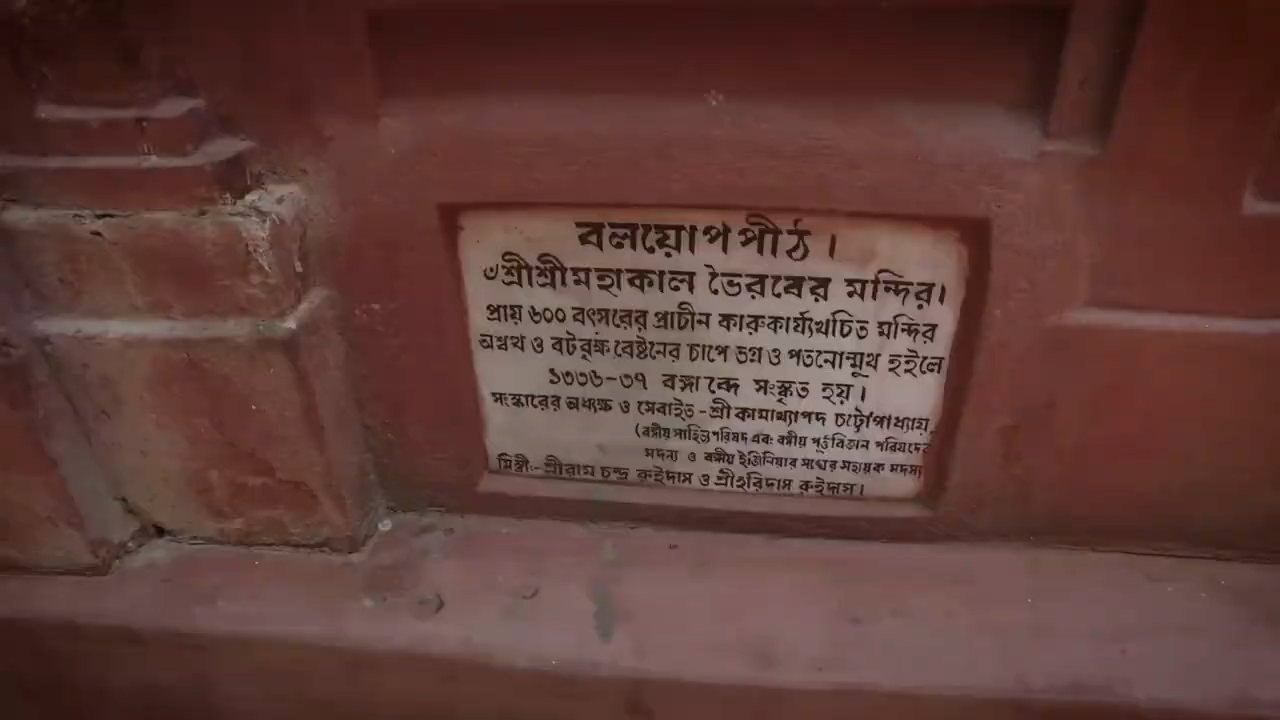 বলয়োপপীঠ।
৺শ্রীশ্রীমহাকাল ভৈরবের মন্দির।
প্রায় ৬০০ বৎসরের প্রাচীন কারুকার্য্যখচিত মন্দির
অশ্বত্থ ও বটবৃক্ষ বেষ্টনের চাপে ভগ্ন ও পতনোন্মুখ হইলে
১৩৩৬-৩৭ বঙ্গাব্দে সংস্কৃত হয়।
সংস্কারের অধ্যক্ষ ও সেবাইত - শ্রী কামাখ্যাপদ চট্টোপাধ্যায়,
(বঙ্গীয় সাহিত্য পরিষদ এবং বঙ্গীয় পূর্ত্তবিজ্ঞান পরিষদের
সদস্য ও বঙ্গীয় ইঞ্জিনিয়ার সঙ্ঘের সহায়ক সদস্য
মিস্ত্রী:- শ্রীরাম চন্দ্র রুইদাস ও শ্রীহরিদাস রুইদাস।